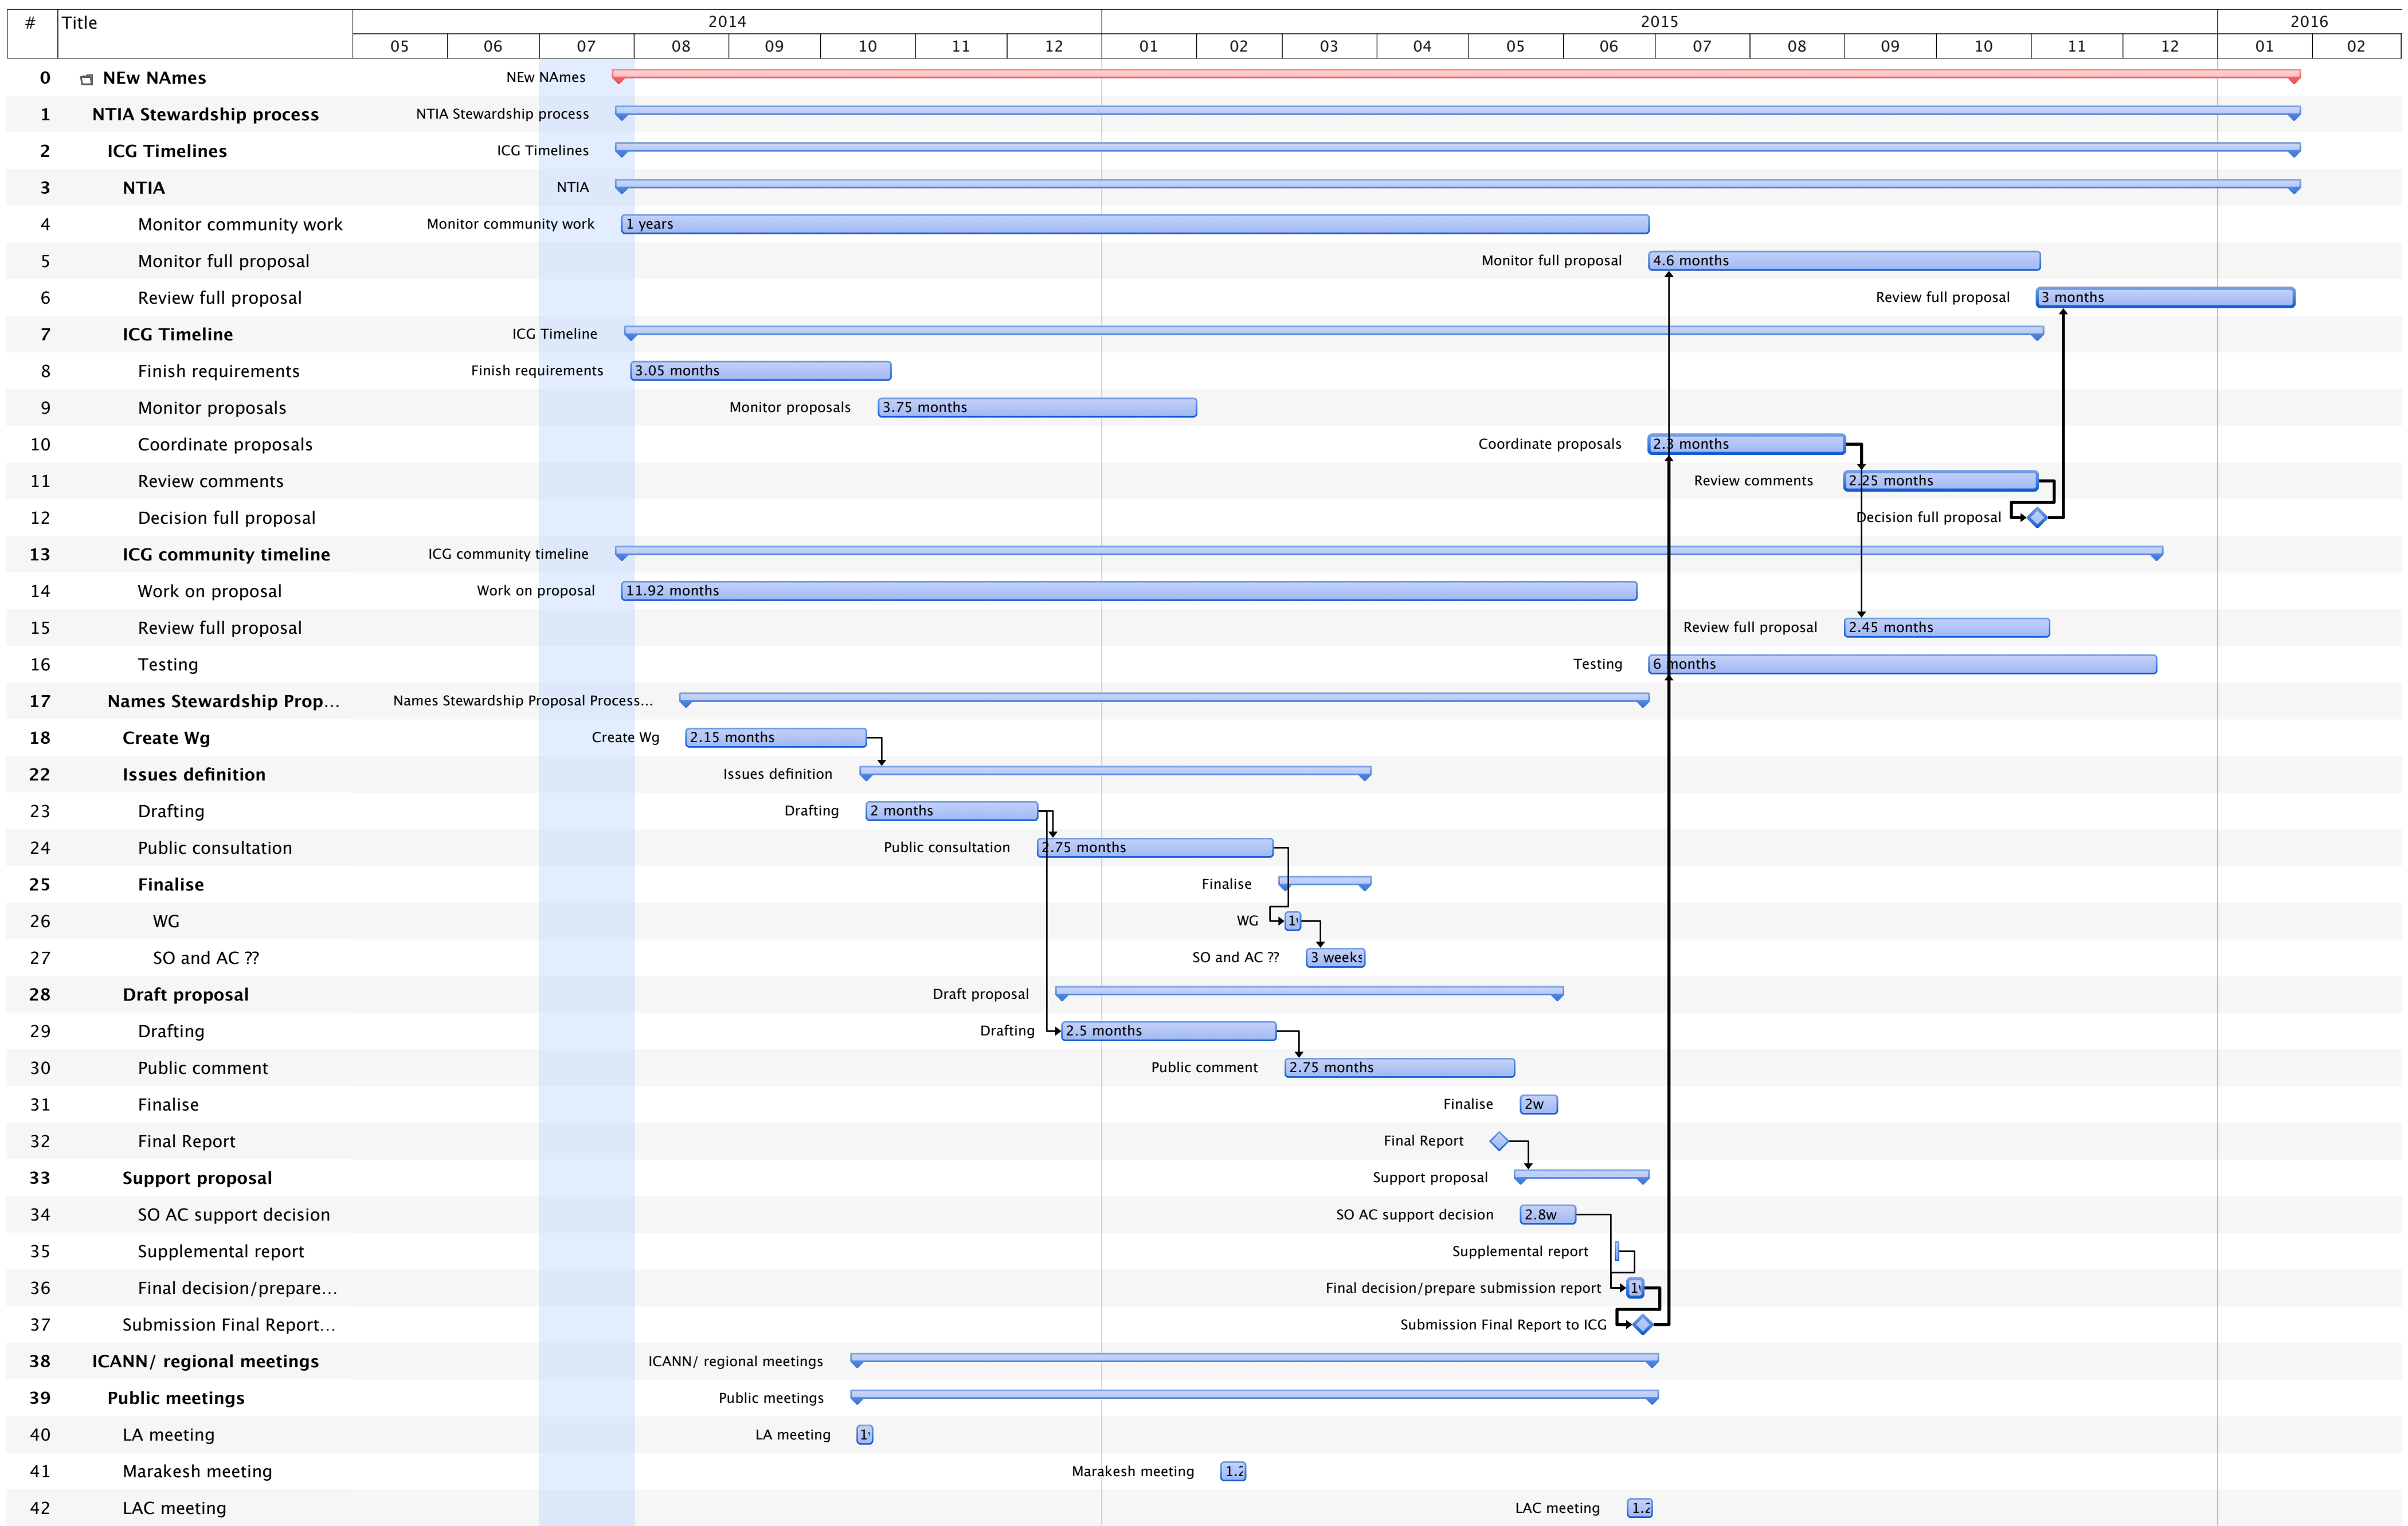 # Title 2014 2015 2016
05 06 07 08 09 10 11 12 01 02 03 04 05 06 07 08 09 10 11 12 01 02
0 NEw NAmes NEw NAmes
1 NTIA Stewardship process NTIA Stewardship process
2 ICG Timelines ICG Timelines
3 NTIA NTIA
4 Monitor community work Monitor community work 1 years
5 Monitor full proposal Monitor full proposal 4.6 months
6 Review full proposal Review full proposal 3 months
7 ICG Timeline ICG Timeline
8 Finish requirements Finish requirements 3.05 months
9 Monitor proposals Monitor proposals 3.75 months
10 Coordinate proposals Coordinate proposals 2.3 months
11 Review comments Review comments 2.25 months
12 Decision full proposal Decision full proposal
13 ICG community timeline ICG community timeline
14 Work on proposal Work on proposal 11.92 months
15 Review full proposal Review full proposal 2.45 months
16 Testing Testing 6 months
17 Names Stewardship Prop... Names Stewardship Proposal Process...
18 Create Wg Create Wg 2.15 months
22 Issues definition Issues definition
23 Drafting Drafting 2 months
24 Public consultation Public consultation 2.75 months
25 Finalise Finalise
26 WG WG 1
27 SO and AC ?? SO and AC ?? 3 weeks
28 Draft proposal Draft proposal
29 Drafting Drafting 2.5 months
30 Public comment Public comment 2.75 months
31 Finalise Finalise 2w
32 Final Report Final Report
33 Support proposal Support proposal
34 SO AC support decision SO AC support decision 2.8w
35 Supplemental report Supplemental report
36 Final decision/prepare... Final decision/prepare submission report 1
37 Submission Final Report... Submission Final Report to ICG
38 ICANN/ regional meetings ICANN/ regional meetings
39 Public meetings Public meetings
40 LA meeting LA meeting 1
41 Marakesh meeting Marakesh meeting 1.2
42 LAC meeting LAC meeting 1.2